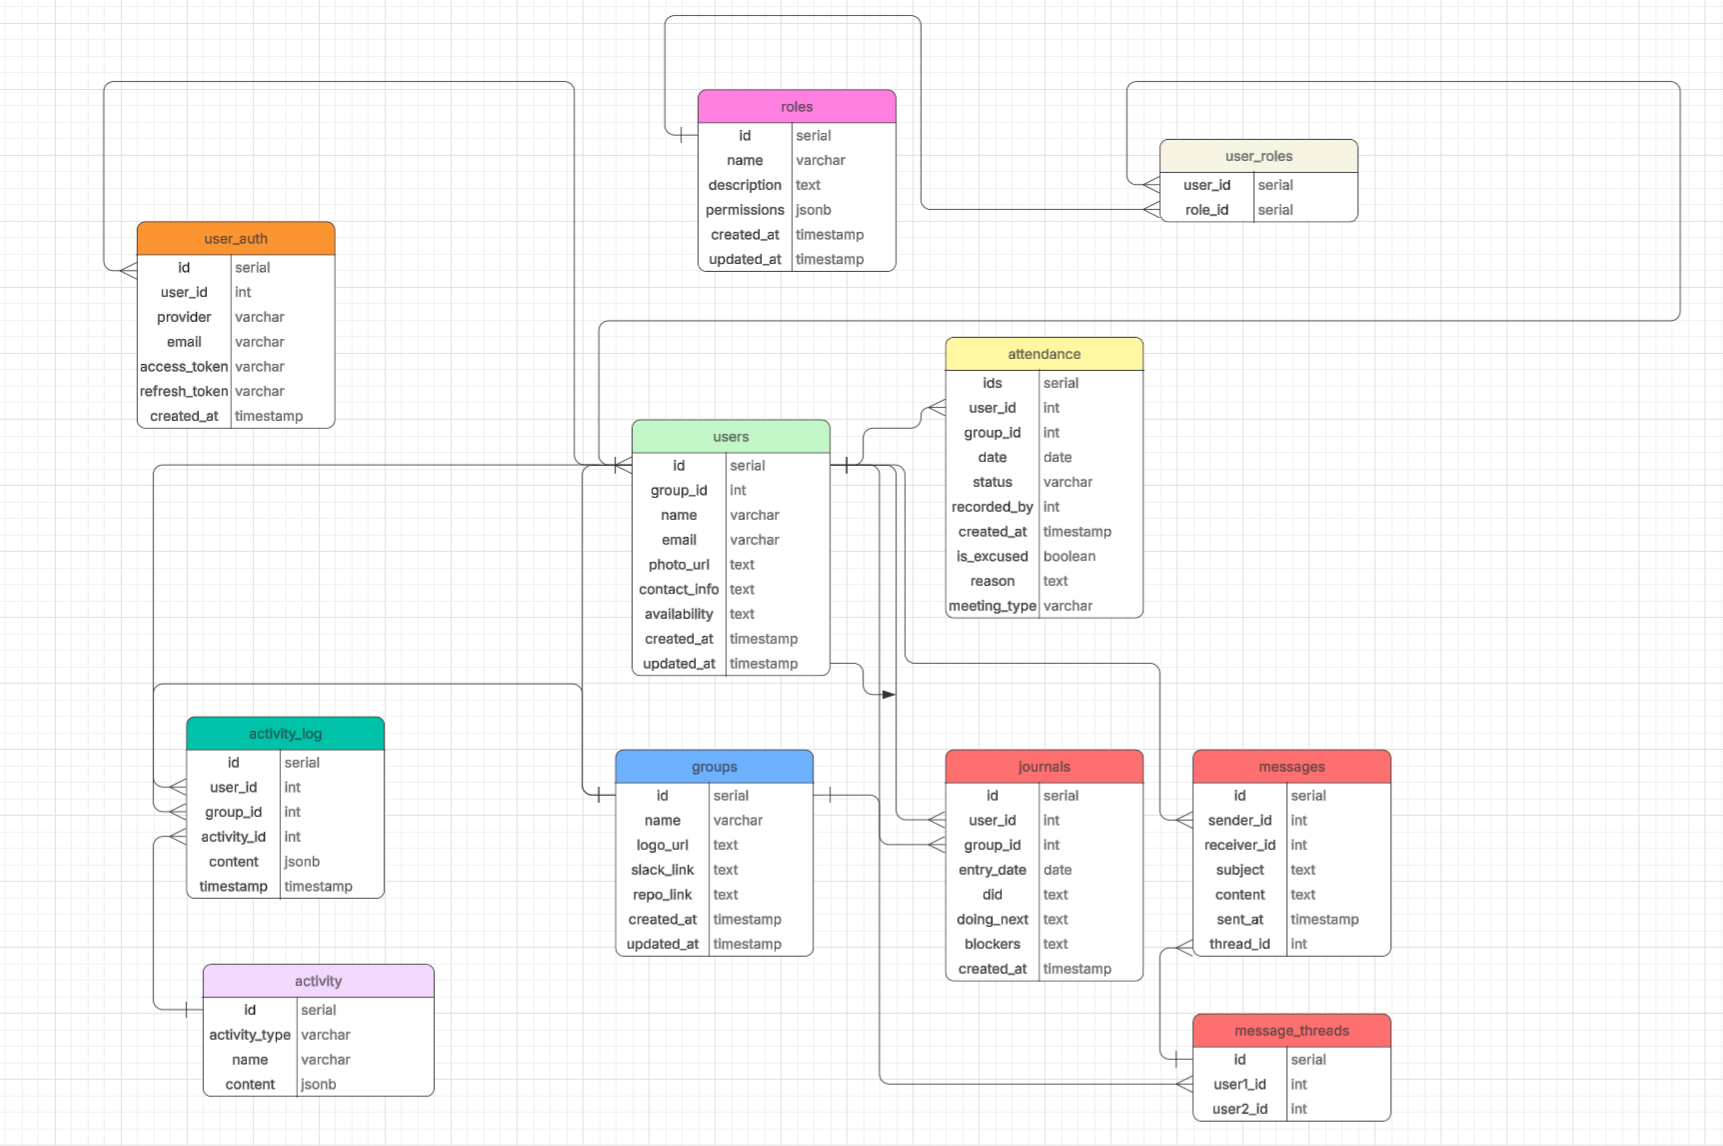 roles
id serial
name varchar
description text
permissions jsonb
created_at timestamp
updated_at timestamp
user_roles
user_id serial
role_id serial
user_auth
id serial
user_id int
provider varchar
email varchar
access_token varchar
refresh_token varchar
created_at timestamp
attendance
ids serial
user_id int
group_id int
date date
status varchar
recorded_by int
created_at timestamp
is_excused boolean
reason text
meeting_type varchar
users
id serial
group_id int
name varchar
email varchar
photo_url text
contact_info text
availability text
created_at timestamp
updated_at timestamp
activity_log
id serial
user_id int
group_id int
activity_id int
content jsonb
timestamp timestamp
groups
id serial
name varchar
logo_url text
slack_link text
repo_link text
created_at timestamp
updated_at timestamp
journals
id serial
user_id int
group_id int
entry_date date
did text
doing_next text
blockers text
created_at timestamp
messages
id serial
sender_id int
receiver_id int
subject text
content text
sent_at timestamp
thread_id int
activity
id serial
activity_type varchar
name varchar
content jsonb
message_threads
id serial
user1_id int
user2_id int